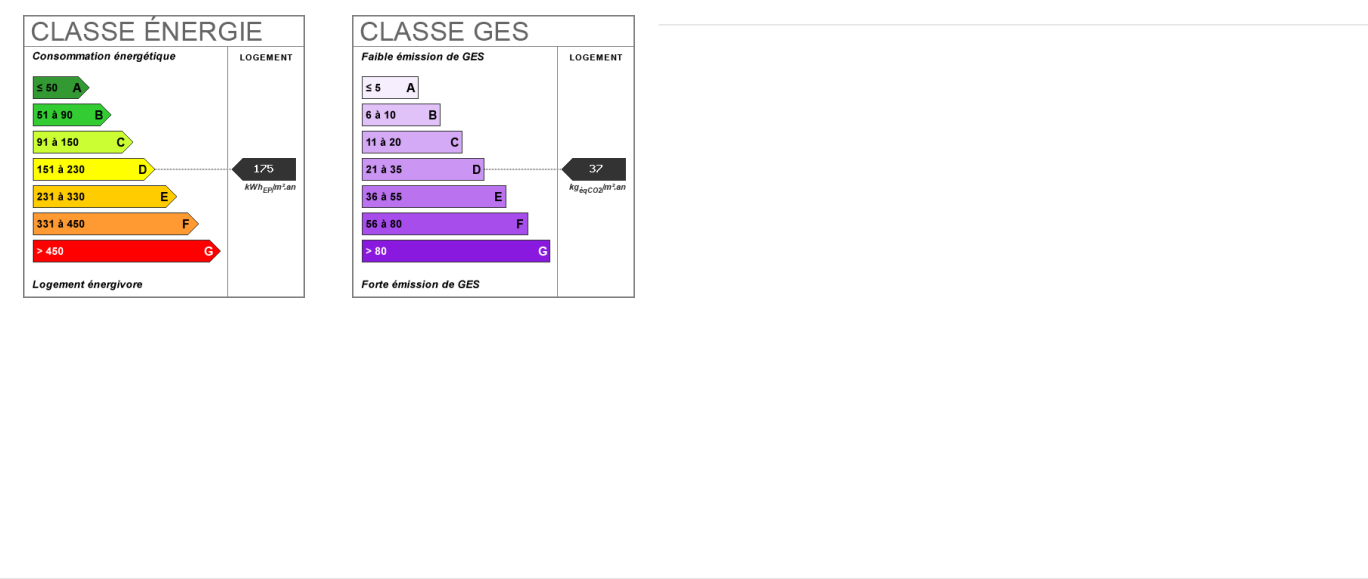 CLASSE ÉNERGIE
Consommation énergétique
LOGEMENT
≤ 50 A
51 à 90 B
91 à 150 C
151 à 230 D
175
kWhEP/m².an
231 à 330 E
331 à 450 F
> 450 G
Logement énergivore
CLASSE GES
Faible émission de GES
LOGEMENT
≤ 5 A
6 à 10 B
11 à 20 C
21 à 35 D
37
kgéqCO2/m².an
36 à 55 E
56 à 80 F
> 80 G
Forte émission de GES